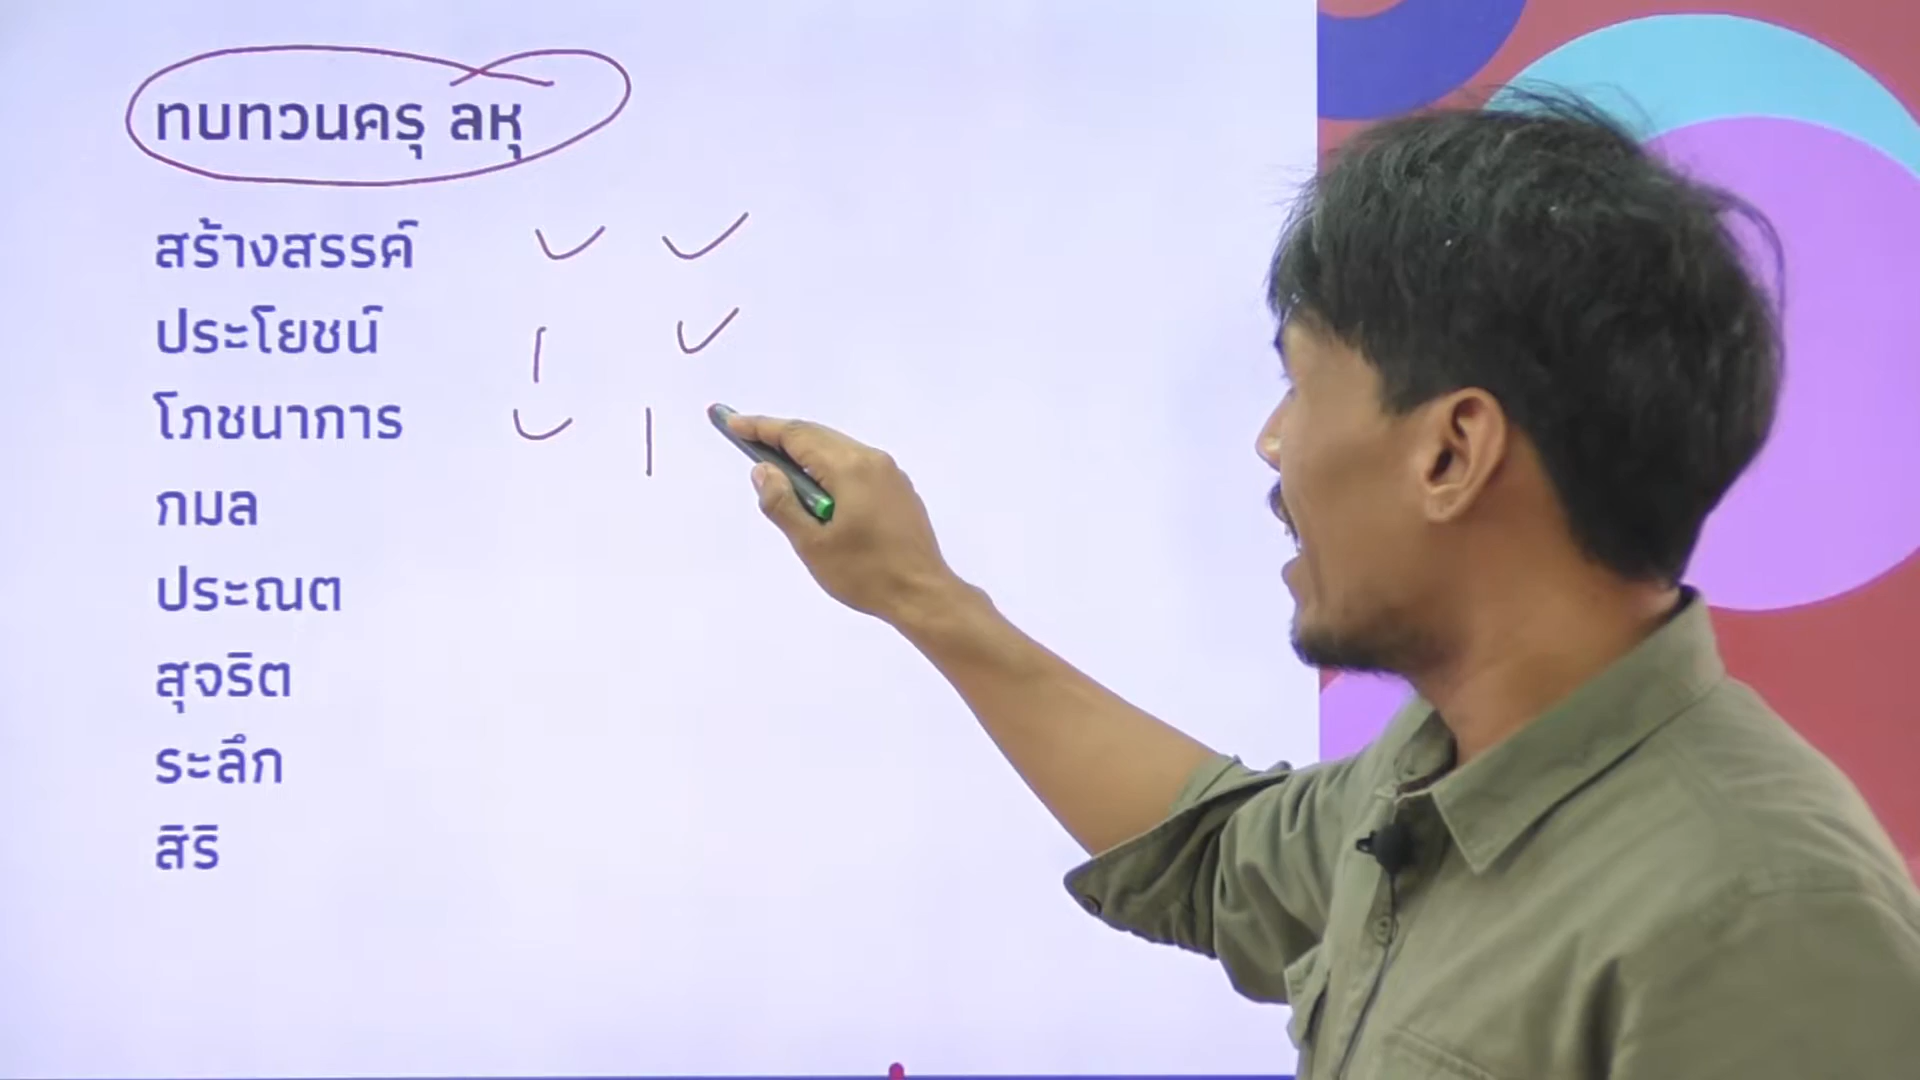 ทบทวนครุ ลหุ
สร้างสรรค์
ประโยชน์
โภชนาการ
กมล
ประณต
สุจริต
ระลึก
สิริ